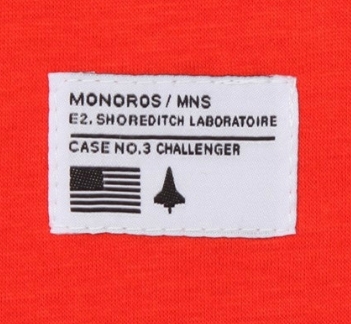 MONOROS / MNS
E2. SHOREDITCH LABORATOIRE
CASE NO.3 CHALLENGER